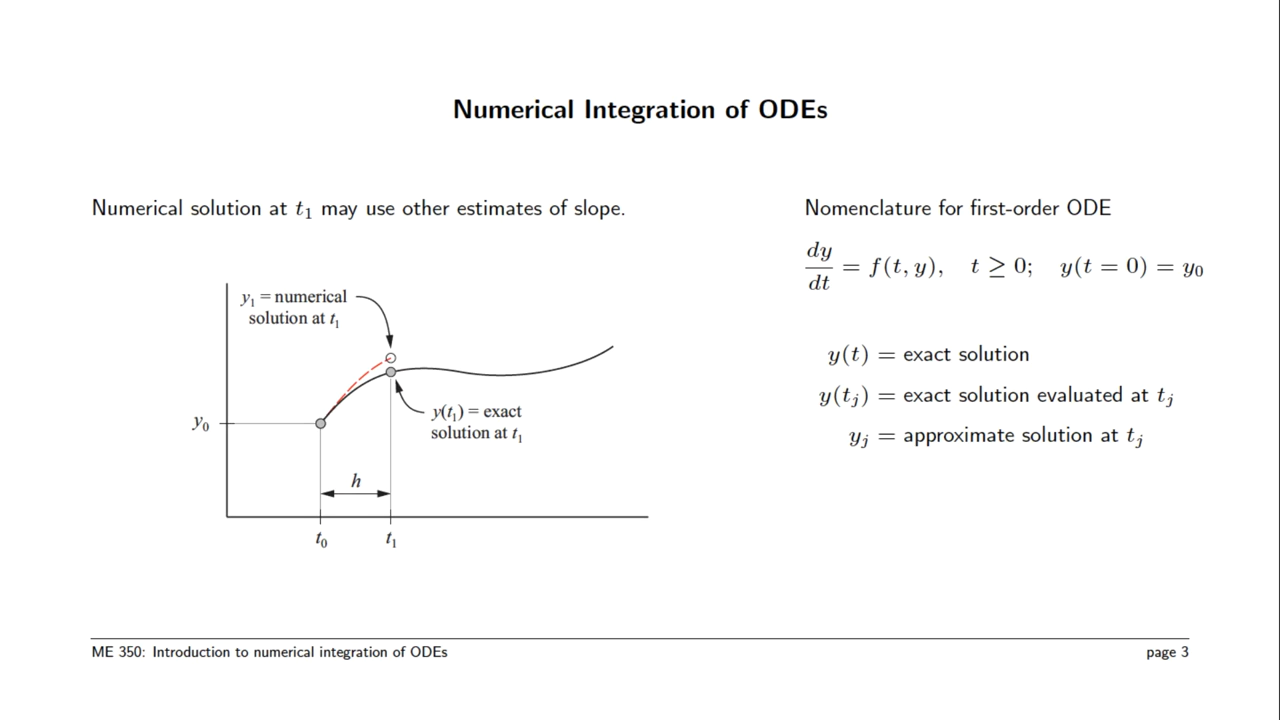 Numerical Integration of ODEs
Numerical solution at t₁ may use other estimates of slope.
y₁ = numerical
solution at t₁
y(t₁) = exact
solution at t₁
y₀
h
t₀
t₁
Nomenclature for first-order ODE
dy/dt = f(t, y), t ≥ 0; y(t = 0) = y₀
y(t) = exact solution
y(tⱼ) = exact solution evaluated at tⱼ
yⱼ = approximate solution at tⱼ
ME 350: Introduction to numerical integration of ODEs
page 3